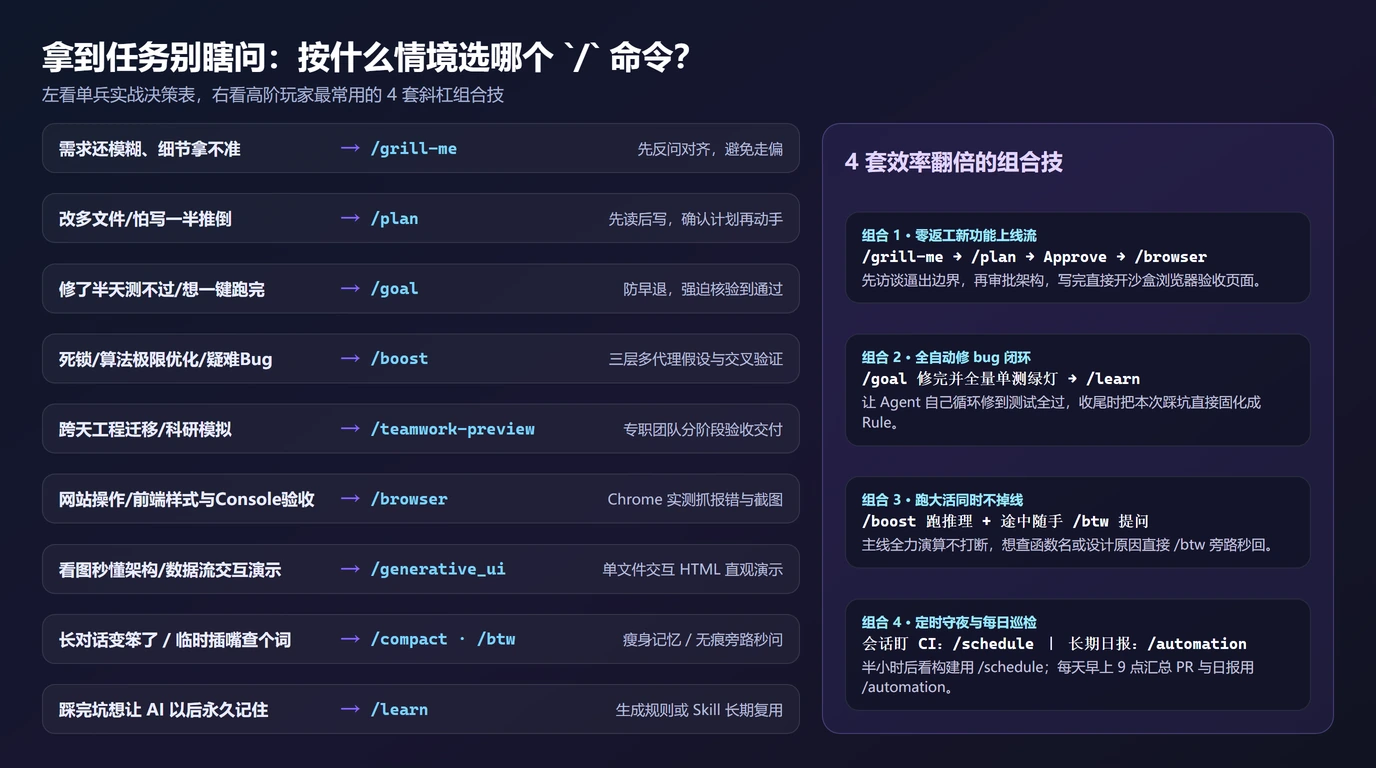 拿到任务别瞎问：按什么情境选哪个 `/` 命令？
左看单兵实战决策表，右看高阶玩家最常用的 4 套斜杠组合技
需求还模糊、细节拿不准 → /grill-me 先反问对齐，避免走偏
改多文件/怕写一半推倒 → /plan 先读后写，确认计划再动手
修了半天测不过/想一键跑完 → /goal 防早退，强迫核验到通过
死锁/算法极限优化/疑难Bug → /boost 三层多代理假设与交叉验证
跨天工程迁移/科研模拟 → /teamwork-preview 专职团队分阶段验收交付
网站操作/前端样式与Console验收 → /browser Chrome 实测抓报错与截图
看图秒懂架构/数据流交互演示 → /generative_ui 单文件交互 HTML 直观演示
长对话变笨了 / 临时插嘴查个词 → /compact · /btw 瘦身记忆 / 无痕旁路秒问
踩完坑想让 AI 以后永久记住 → /learn 生成规则或 Skill 长期复用
4 套效率翻倍的组合技
组合 1 • 零返工新功能上线流
/grill-me → /plan → Approve → /browser
先访谈逼出边界，再审批架构，写完直接开沙盒浏览器验收页面。
组合 2 • 全自动修 bug 闭环
/goal 修完并全量单测绿灯 → /learn
让 Agent 自己循环修到测试全过，收尾时把本次踩坑直接固化成
Rule。
组合 3 • 跑大活同时不掉线
/boost 跑推理 + 途中随手 /btw 提问
主线全力演算不打断，想查函数名或设计原因直接 /btw 旁路秒回。
组合 4 • 定时守夜与每日巡检
会话盯 CI：/schedule ｜ 长期日报：/automation
半小时后看构建用 /schedule；每天早上 9 点汇总 PR 与日报用
/automation。